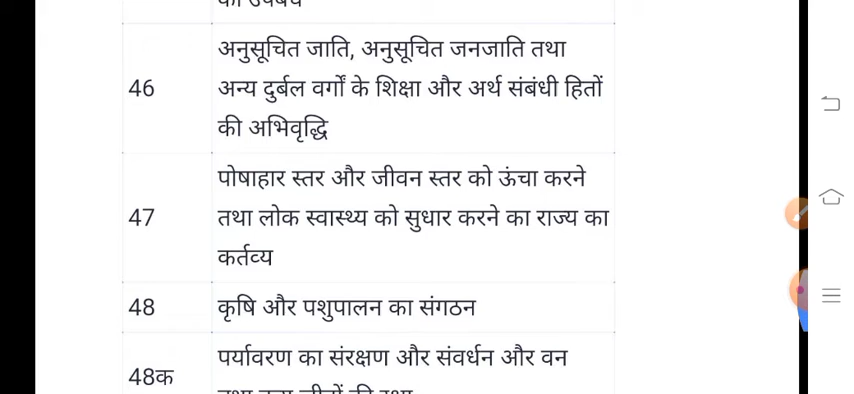 46
अनुसूचित जाति, अनुसूचित जनजाति तथा
अन्य दुर्बल वर्गों के शिक्षा और अर्थ संबंधी हितों
की अभिवृद्धि
47
पोषाहार स्तर और जीवन स्तर को ऊंचा करने
तथा लोक स्वास्थ्य को सुधार करने का राज्य का
कर्तव्य
48
कृषि और पशुपालन का संगठन
48क
पर्यावरण का संरक्षण और संवर्धन और वन